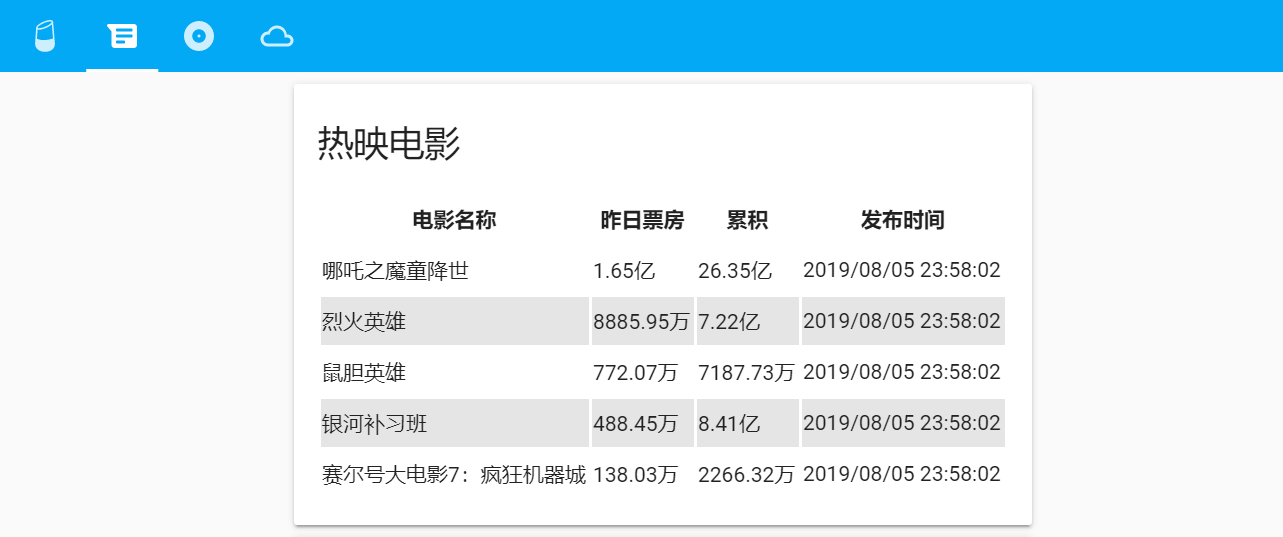 热映电影
电影名称 昨日票房 累积 发布时间
哪吒之魔童降世 1.65亿 26.35亿 2019/08/05 23:58:02
烈火英雄 8885.95万 7.22亿 2019/08/05 23:58:02
鼠胆英雄 772.07万 7187.73万 2019/08/05 23:58:02
银河补习班 488.45万 8.41亿 2019/08/05 23:58:02
赛尔号大电影7：疯狂机器城 138.03万 2266.32万 2019/08/05 23:58:02